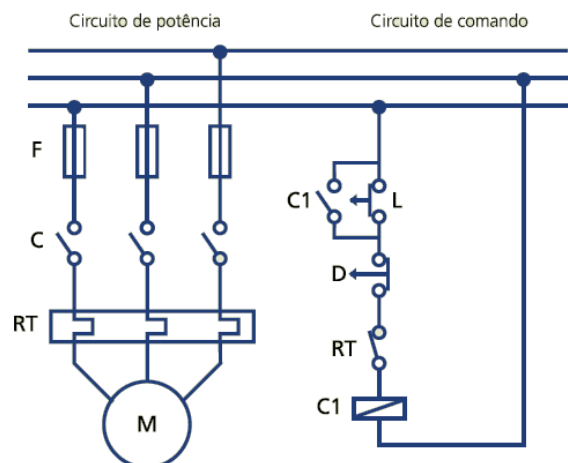 Circuito de potência
Circuito de comando
F
C1
L
C
D
RT
RT
C1
M